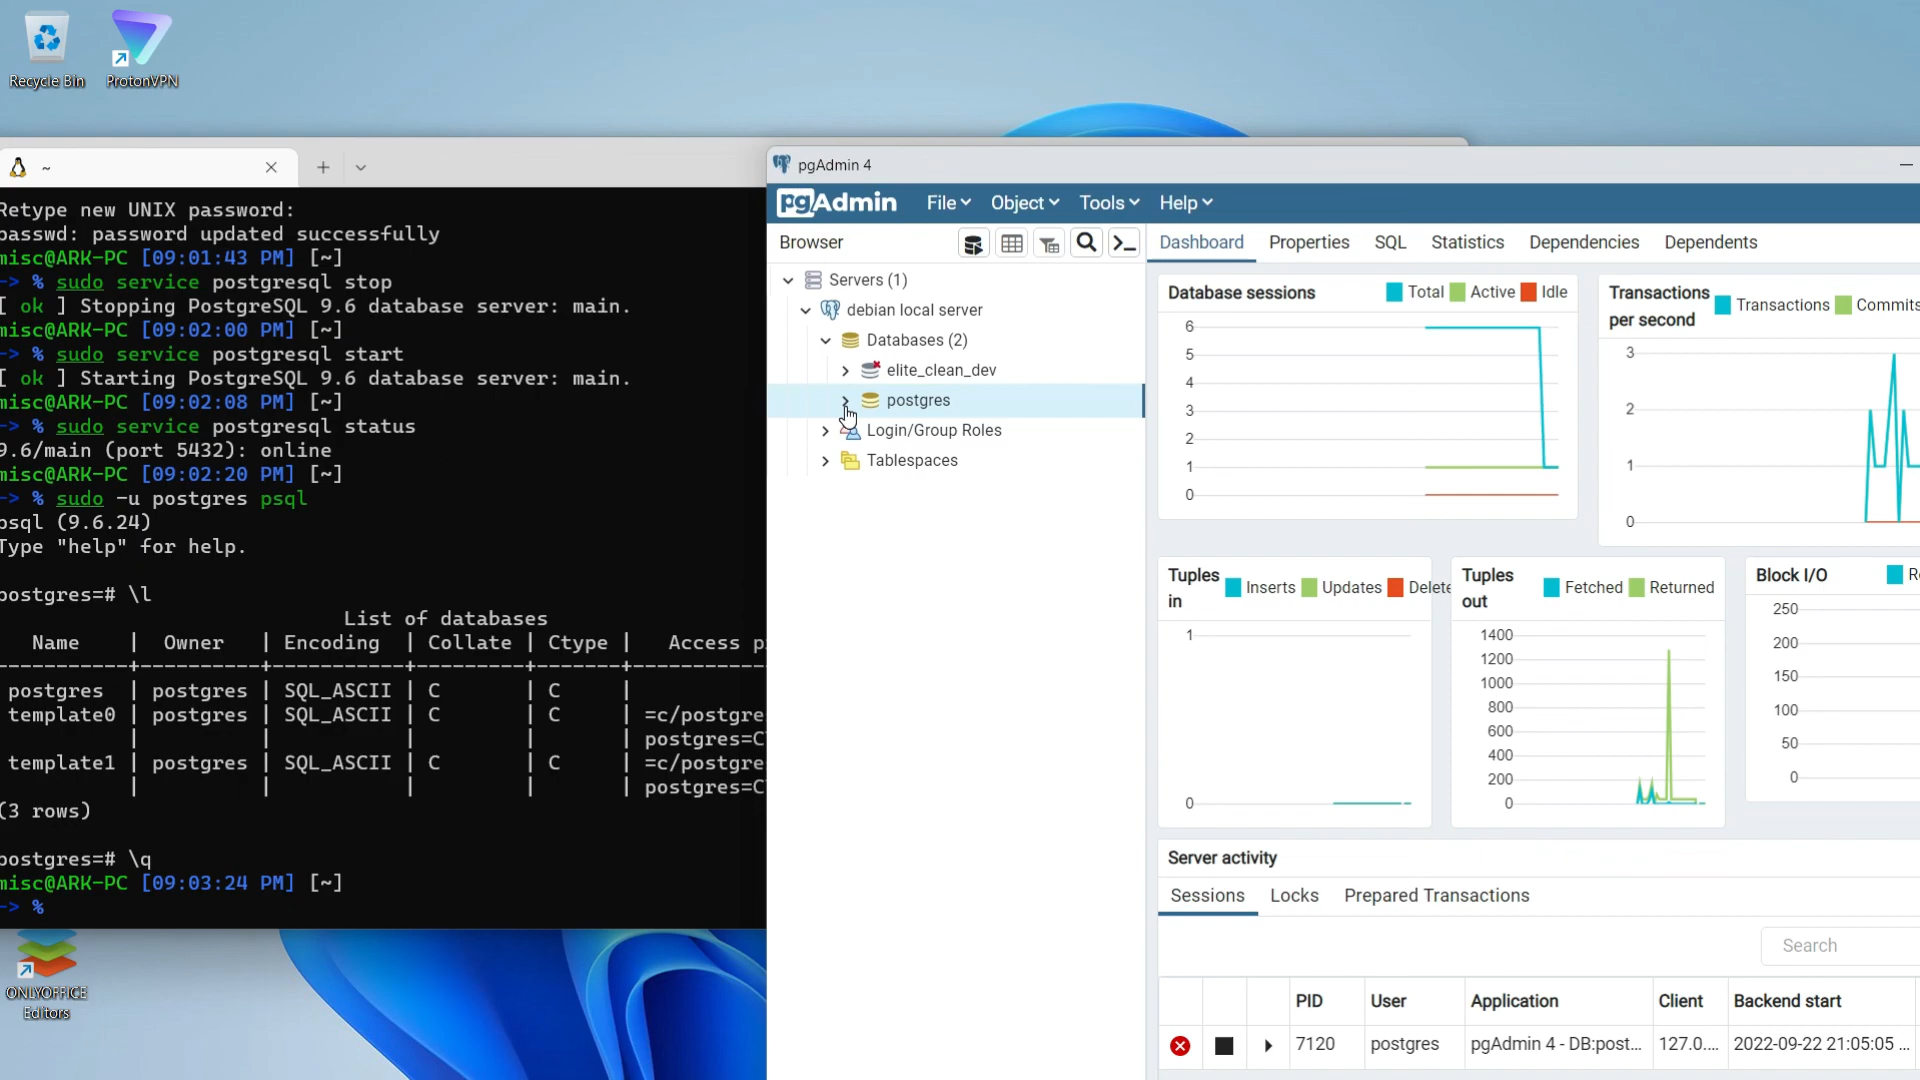 Recycle Bin
ProtonVPN
~
Retype new UNIX password:
passwd: password updated successfully
misc@ARK-PC [09:01:43 PM] [~]
-> % sudo service postgresql stop
[ ok ] Stopping PostgreSQL 9.6 database server: main.
misc@ARK-PC [09:02:00 PM] [~]
-> % sudo service postgresql start
[ ok ] Starting PostgreSQL 9.6 database server: main.
misc@ARK-PC [09:02:08 PM] [~]
-> % sudo service postgresql status
9.6/main (port 5432): online
misc@ARK-PC [09:02:20 PM] [~]
-> % sudo -u postgres psql
psql (9.6.24)
Type "help" for help.
postgres=# \l
List of databases
Name | Owner | Encoding | Collate | Ctype | Access p
postgres | postgres | SQL_ASCII | C | C |
template0 | postgres | SQL_ASCII | C | C | =c/postgre
| | | | | postgres=C
template1 | postgres | SQL_ASCII | C | C | =c/postgre
| | | | | postgres=C
(3 rows)
postgres=# \q
misc@ARK-PC [09:03:24 PM] [~]
-> %
ONLYOFFICE
Editors
pgAdmin 4
pgAdmin File Object Tools Help
Browser
Dashboard Properties SQL Statistics Dependencies Dependents
Servers (1)
debian local server
Databases (2)
elite_clean_dev
postgres
Login/Group Roles
Tablespaces
Database sessions Total Active Idle
6
5
4
3
2
1
0
Transactions per second Transactions Commits
3
2
1
0
Tuples in Inserts Updates Delete
1
0
Tuples out Fetched Returned
1400
1200
1000
800
600
400
200
0
Block I/O R
250
200
150
100
50
0
Server activity
Sessions Locks Prepared Transactions
Search
PID User Application Client Backend start
7120 postgres pgAdmin 4 - DB:post... 127.0.... 2022-09-22 21:05:05 ...